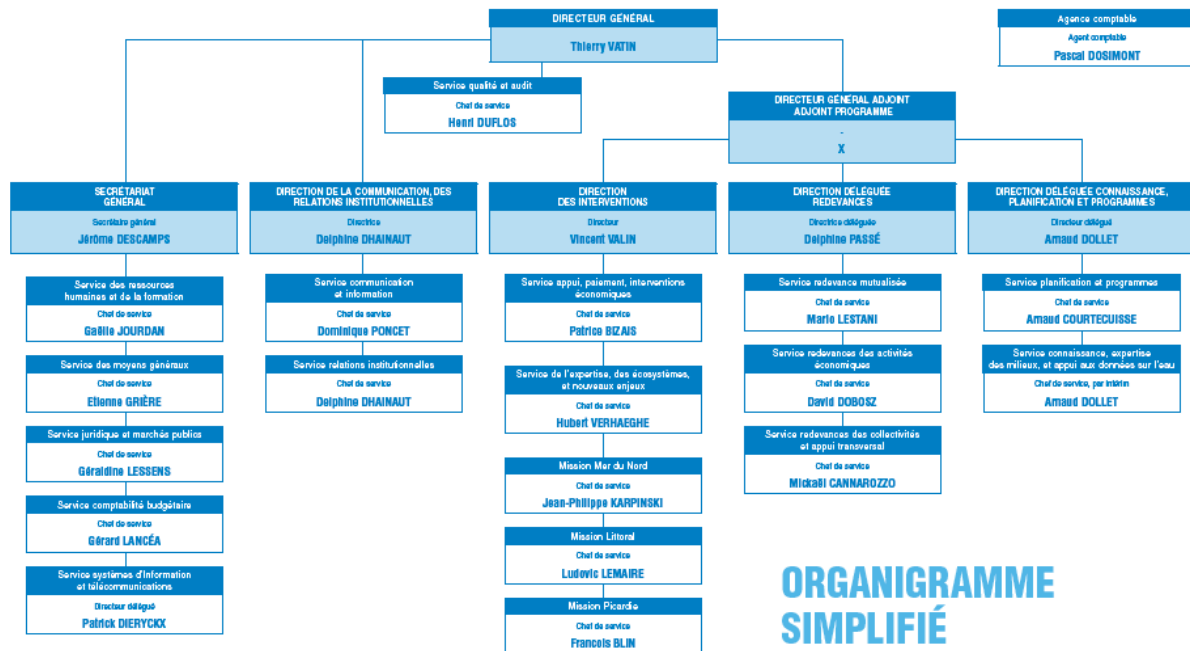 DIRECTEUR GÉNÉRAL
Thierry VATIN
Agence comptable
Agent comptable
Pascal DOSIMONT
Service qualité et audit
Chef de service
Henri DUFLOS
DIRECTEUR GÉNÉRAL ADJOINT
ADJOINT PROGRAMME
-
X
SECRÉTARIAT
GÉNÉRAL
Secrétaire général
Jérôme DESCAMPS
Service des ressources
humaines et de la formation
Chef de service
Gaëlle JOURDAN
Service des moyens généraux
Chef de service
Etienne GRIÈRE
Service juridique et marchés publics
Chef de service
Géraldine LESSENS
Service comptabilité budgétaire
Chef de service
Gérard LANCÉA
Service systèmes d'Information
et télécommunications
Directeur délégué
Patrick DIERYCKX
DIRECTION DE LA COMMUNICATION, DES
RELATIONS INSTITUTIONNELLES
Directrice
Delphine DHAINAUT
Service communication
et information
Chef de service
Dominique PONCET
Service relations institutionnelles
Chef de service
Delphine DHAINAUT
DIRECTION
DES INTERVENTIONS
Directeur
Vincent VALIN
Service appui, paiement, interventions
économiques
Chef de service
Patrice BIZAIS
Service de l'expertise, des écosystèmes,
et nouveaux enjeux
Chef de service
Hubert VERHAEGHE
Mission Mer du Nord
Chef de service
Jean-Philippe KARPINSKI
Mission Littoral
Chef de service
Ludovic LEMAIRE
Mission Picardie
Chef de service
François BLIN
DIRECTION DÉLÉGUÉE
REDEVANCES
Directrice déléguée
Delphine PASSÉ
Service redevance mutualisée
Chef de service
Mario LESTANI
Service redevances des activités
économiques
Chef de service
David DOBOSZ
Service redevances des collectivités
et appui transversal
Chef de service
Mickaël CANNAROZZO
DIRECTION DÉLÉGUÉE CONNAISSANCE,
PLANIFICATION ET PROGRAMMES
Directeur délégué
Arnaud DOLLET
Service planification et programmes
Chef de service
Arnaud COURTECUISSE
Service connaissance, expertise
des milieux, et appui aux données sur l'eau
Chef de service, par intérim
Arnaud DOLLET
ORGANIGRAMME
SIMPLIFIÉ